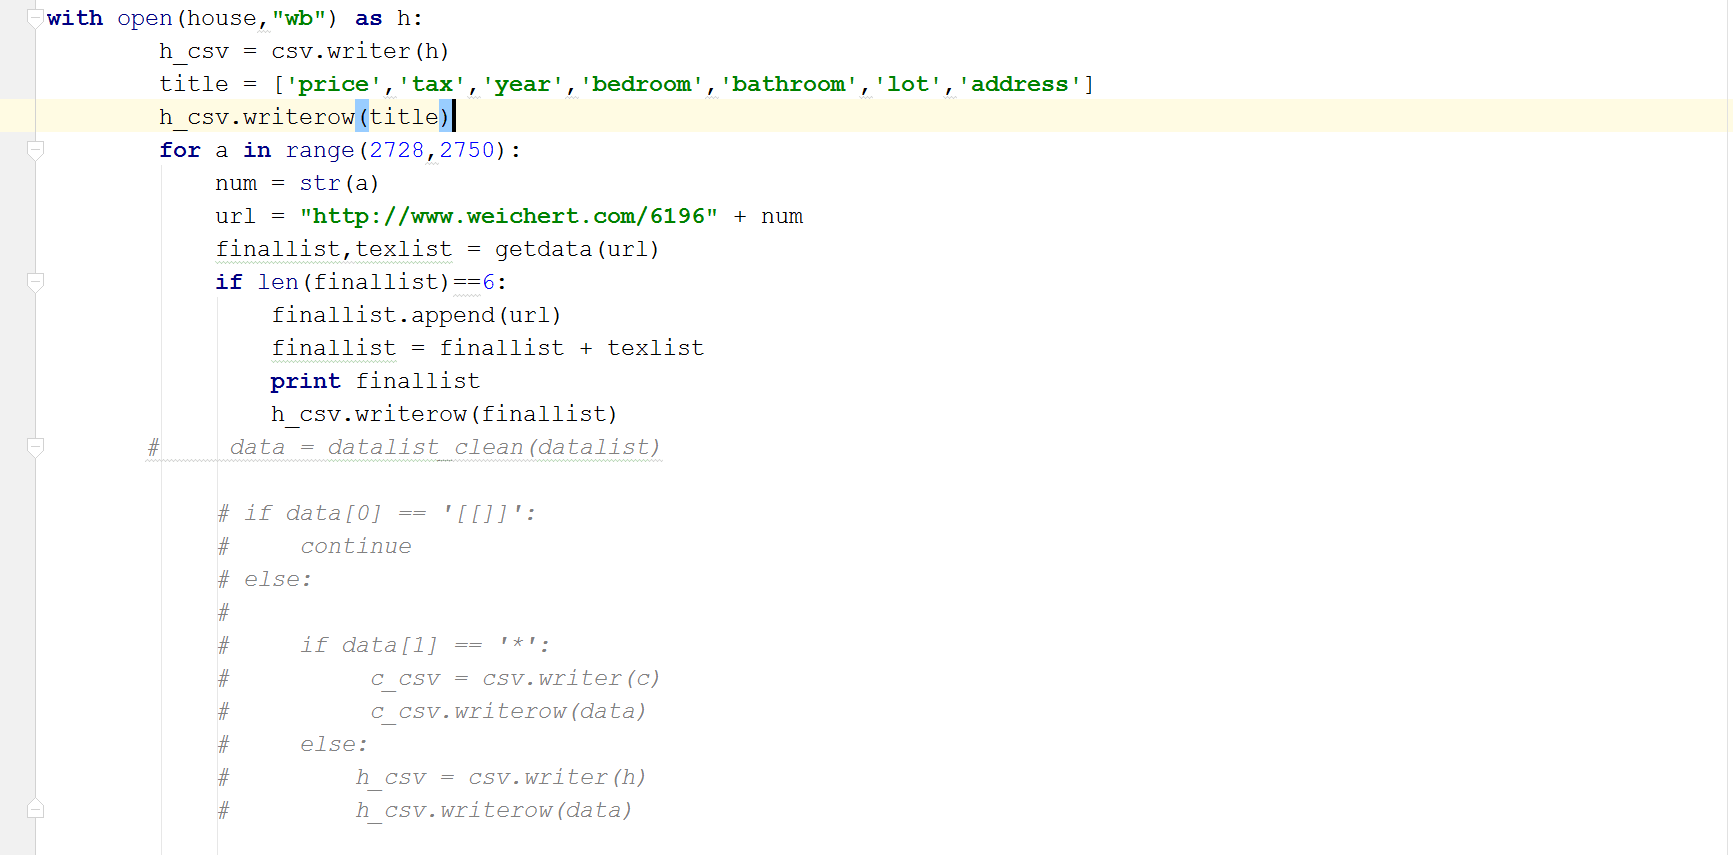 with open(house,"wb") as h:
        h_csv = csv.writer(h)
        title = ['price','tax','year','bedroom','bathroom','lot','address']
        h_csv.writerow(title)
        for a in range(2728,2750):
            num = str(a)
            url = "http://www.weichert.com/6196" + num
            finallist,texlist = getdata(url)
            if len(finallist)==6:
                finallist.append(url)
                finallist = finallist + texlist
                print finallist
                h_csv.writerow(finallist)
       #     data = datalist_clean(datalist)
            # if data[0] == '[[]]':
            #     continue
            # else:
            #
            #     if data[1] == '*':
            #          c_csv = csv.writer(c)
            #          c_csv.writerow(data)
            #     else:
            #         h_csv = csv.writer(h)
            #         h_csv.writerow(data)